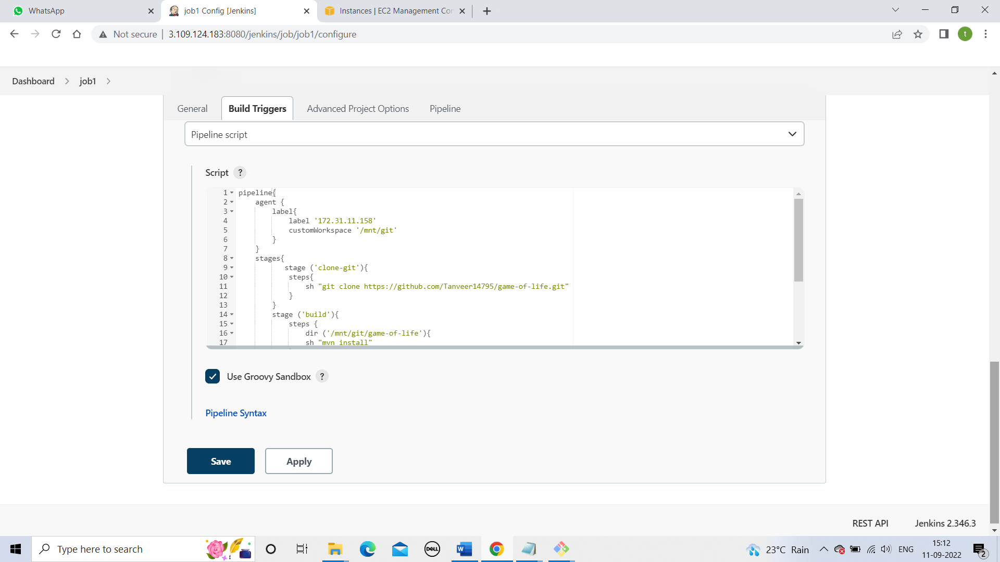 WhatsApp
job1 Config [Jenkins]
Instances | EC2 Management Con
Not secure
3.109.124.183:8080/jenkins/job/job1/configure
t
Dashboard
job1
General
Build Triggers
Advanced Project Options
Pipeline
Pipeline script
Script ?
1 pipeline{
2 agent {
3 label{
4 label '172.31.11.158'
5 customWorkspace '/mnt/git'
6 }
7 }
8 stages{
9 stage ('clone-git'){
10 steps{
11 sh "git clone https://github.com/Tanveer14795/game-of-life.git"
12 }
13 }
14 stage ('build'){
15 steps {
16 dir ('/mnt/git/game-of-life'){
17 sh "mvn install"
Use Groovy Sandbox ?
Pipeline Syntax
Save
Apply
REST API
Jenkins 2.346.3
Type here to search
DELL
W
23°C Rain
ENG
15:12
11-09-2022
2